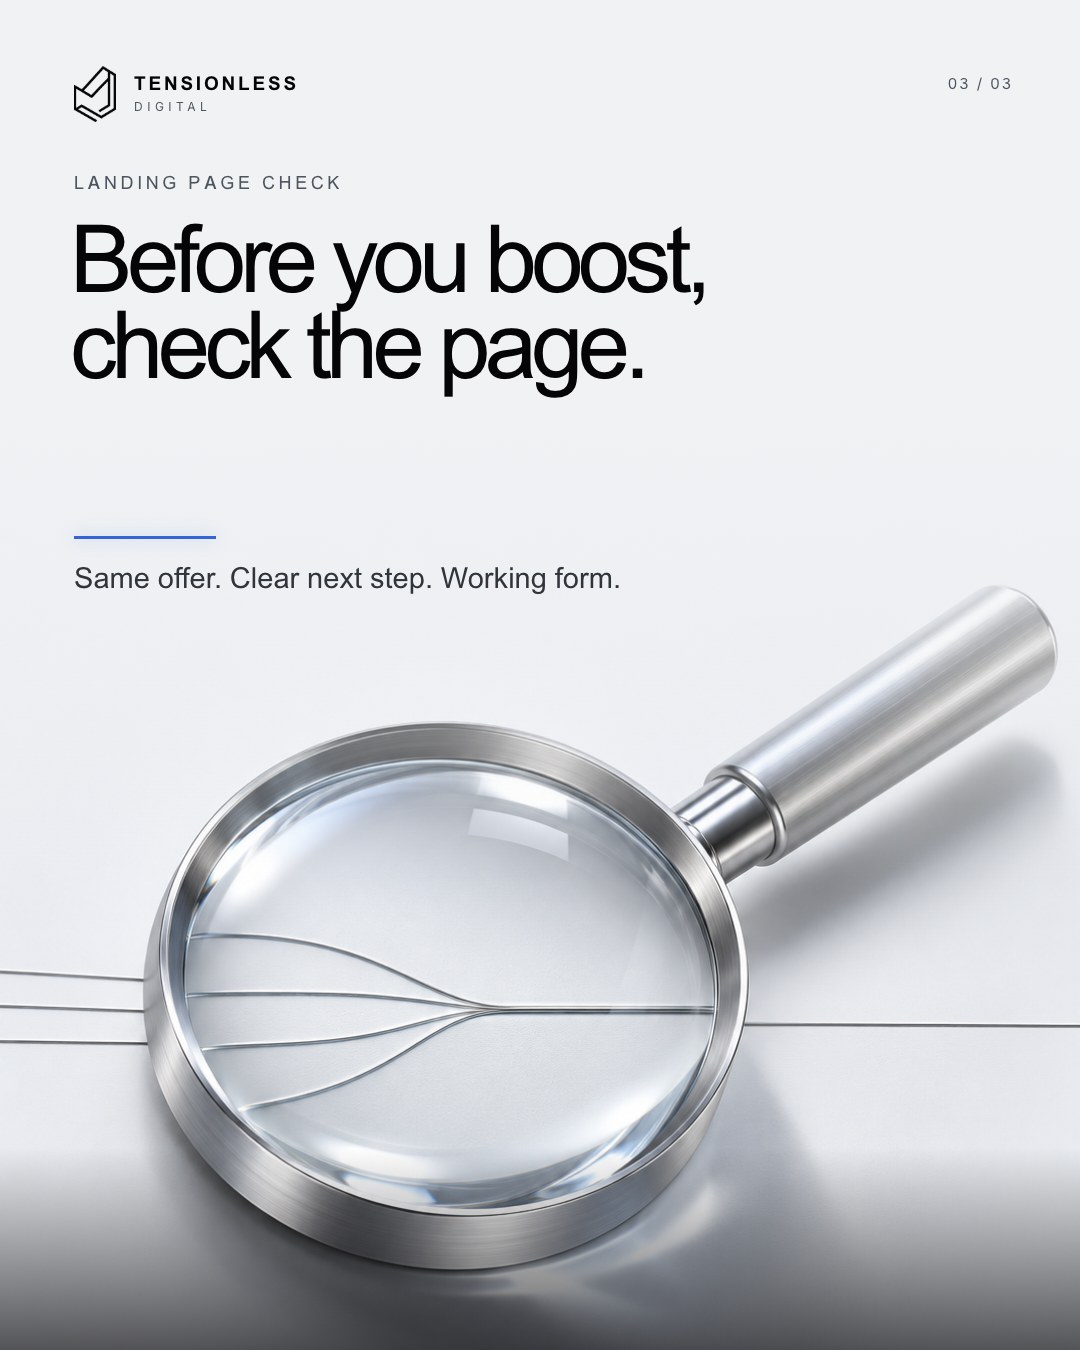 TENSIONLESS
DIGITAL
03 / 03
LANDING PAGE CHECK
Before you boost,
check the page.
Same offer. Clear next step. Working form.